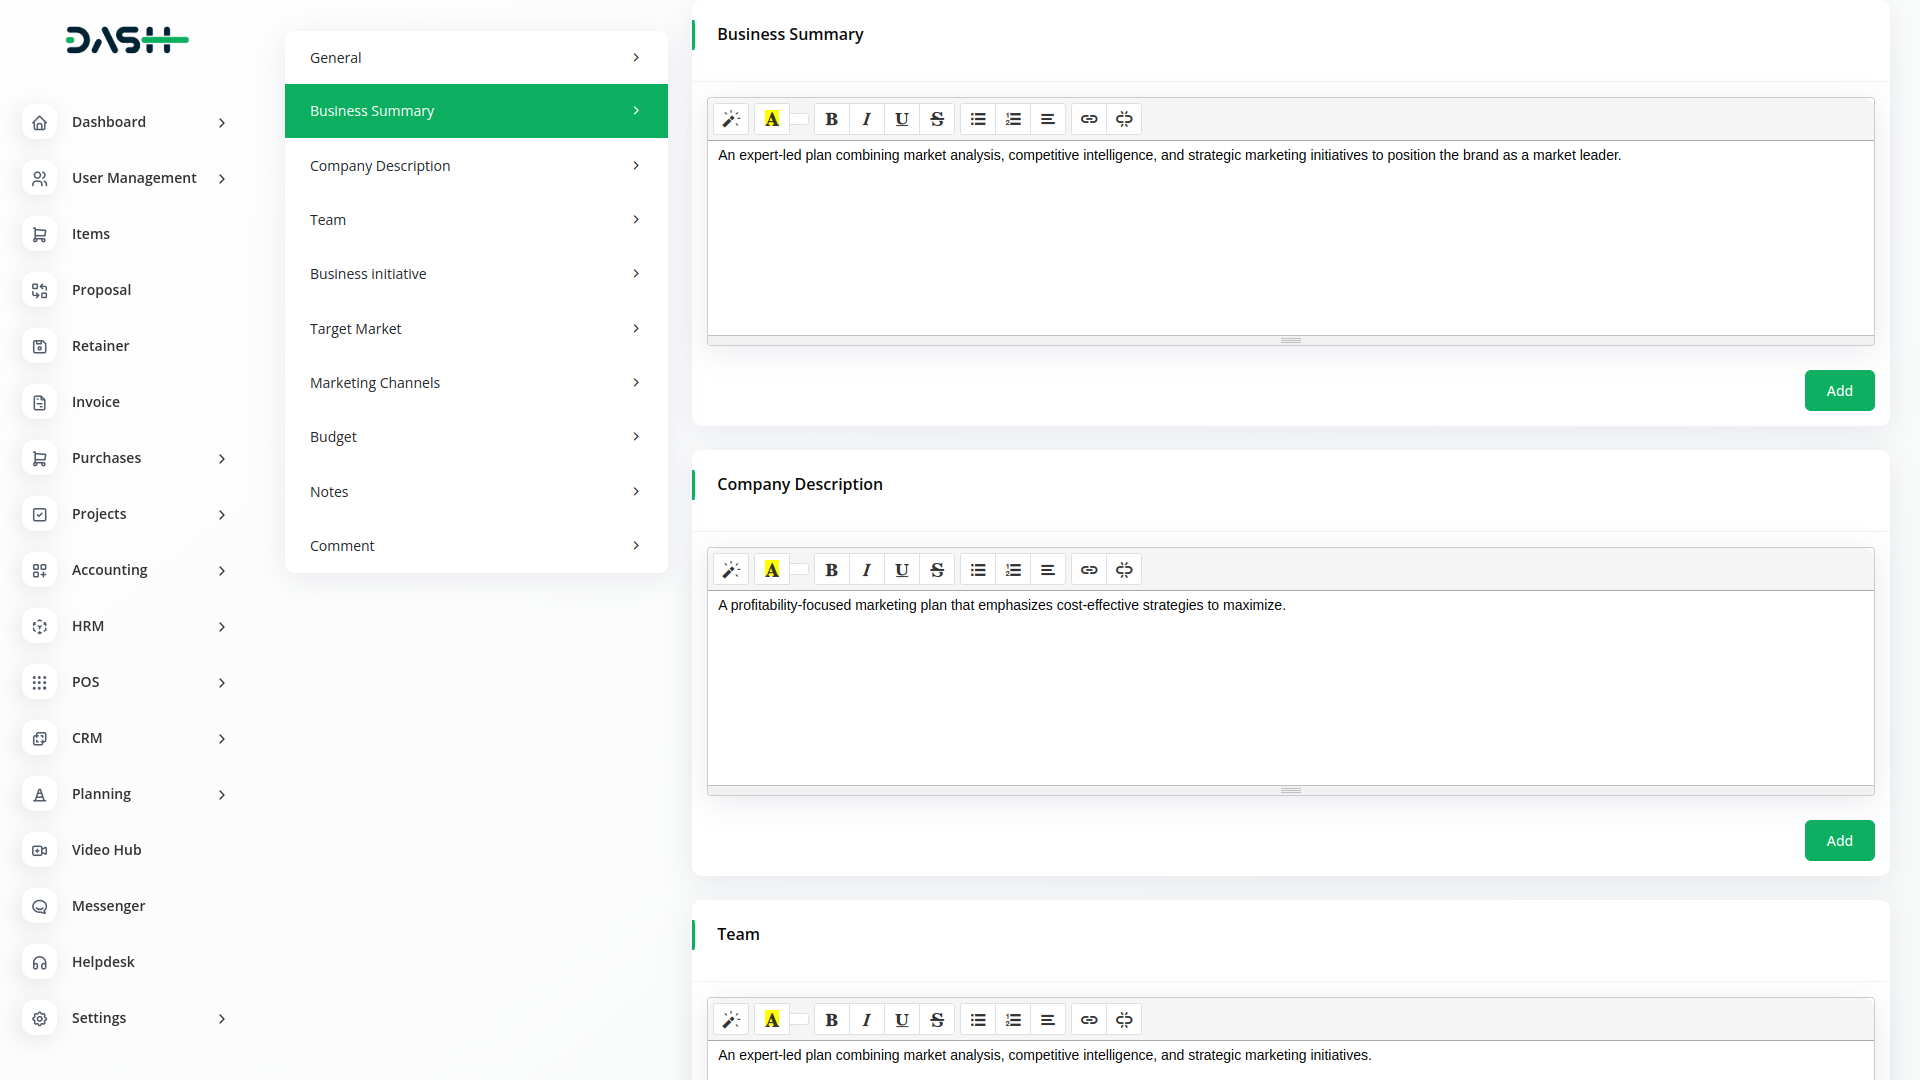 DASH
Dashboard
User Management
Items
Proposal
Retainer
Invoice
Purchases
Projects
Accounting
HRM
POS
CRM
Planning
Video Hub
Messenger
Helpdesk
Settings
General
Business Summary
Company Description
Team
Business initiative
Target Market
Marketing Channels
Budget
Notes
Comment
Business Summary
A B I U S
An expert-led plan combining market analysis, competitive intelligence, and strategic marketing initiatives to position the brand as a market leader.
Add
Company Description
A B I U S
A profitability-focused marketing plan that emphasizes cost-effective strategies to maximize.
Add
Team
A B I U S
An expert-led plan combining market analysis, competitive intelligence, and strategic marketing initiatives.